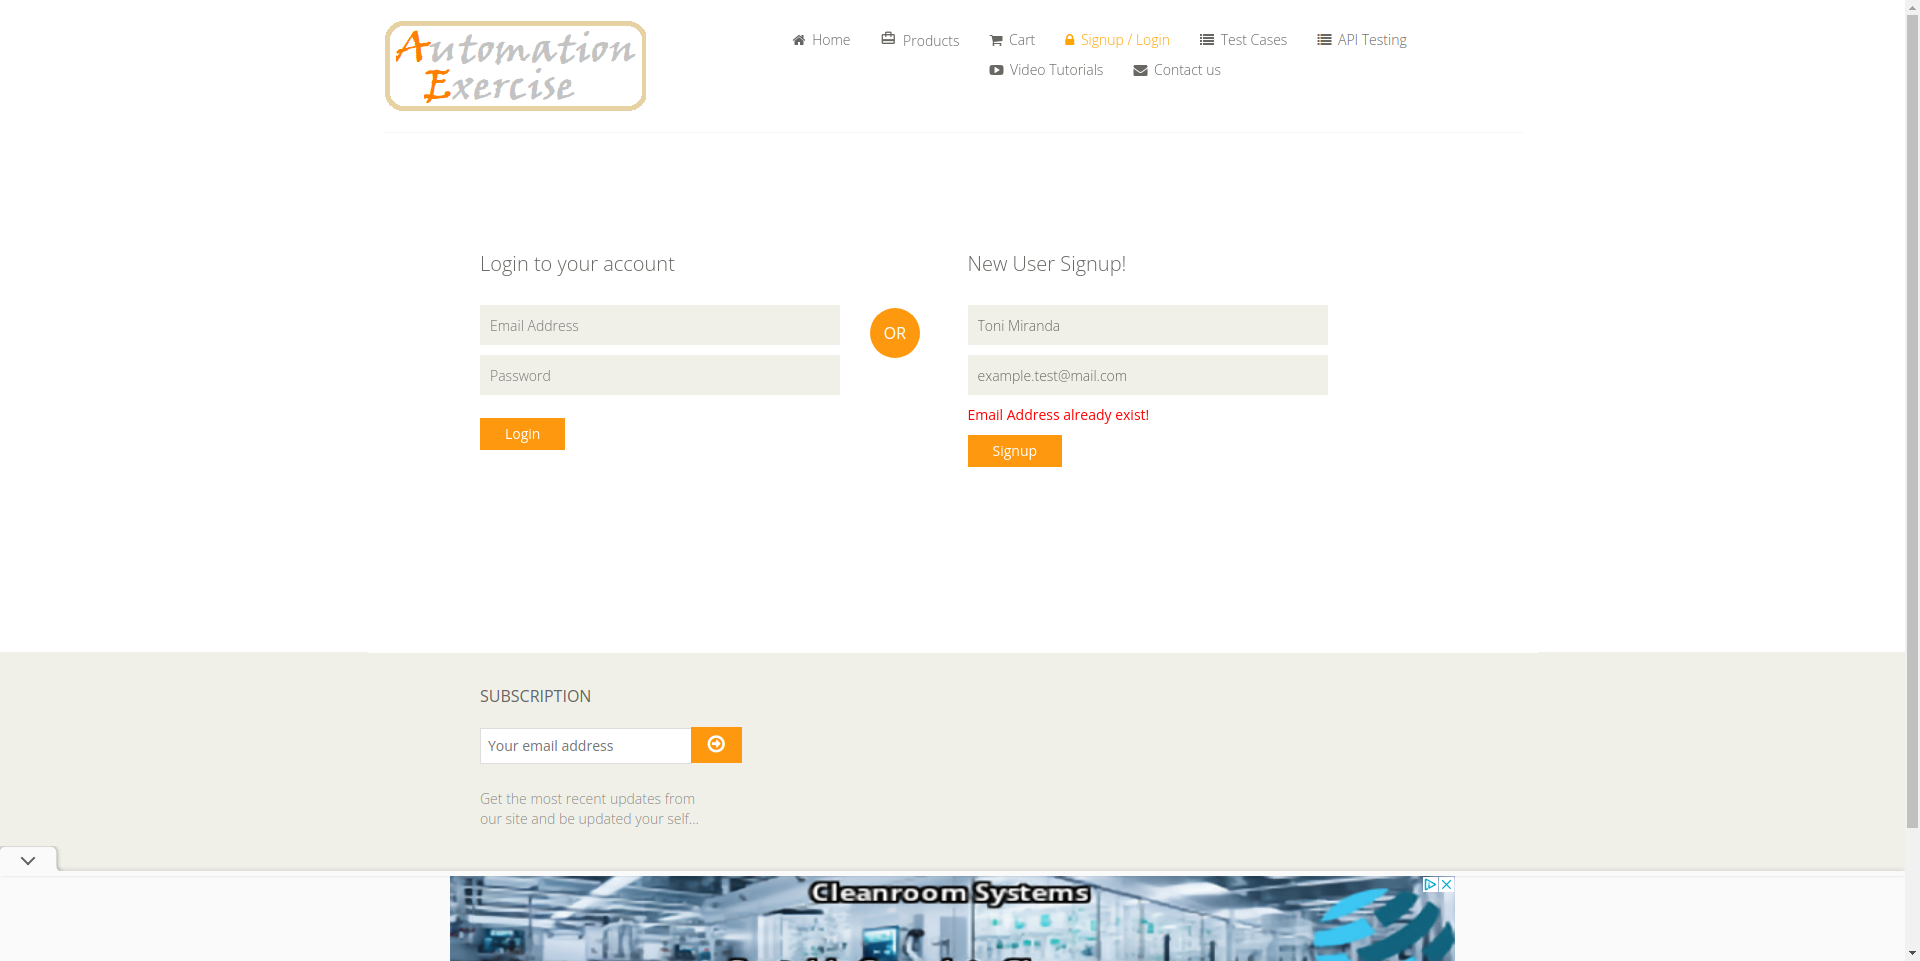 Automation
Exercise
Home
Products
Cart
Signup / Login
Test Cases
API Testing
Video Tutorials
Contact us
Login to your account
Email Address
Password
Login
OR
New User Signup!
Toni Miranda
example.test@mail.com
Email Address already exist!
Signup
SUBSCRIPTION
Your email address
Get the most recent updates from
our site and be updated your self...
Cleanroom Systems